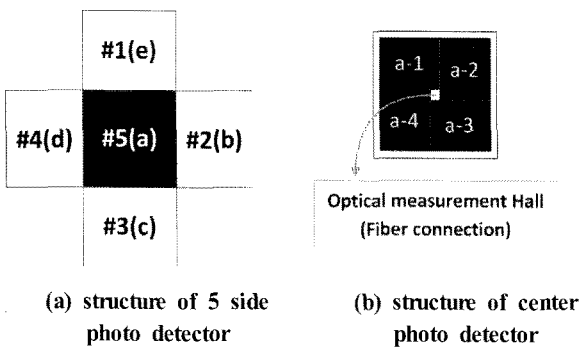 #1(e)
#4(d) #5(a) #2(b)
#3(c)
(a) structure of 5 side
photo detector
a-1 a-2
a-4 a-3
Optical measurement Hall
(Fiber connection)
(b) structure of center
photo detector